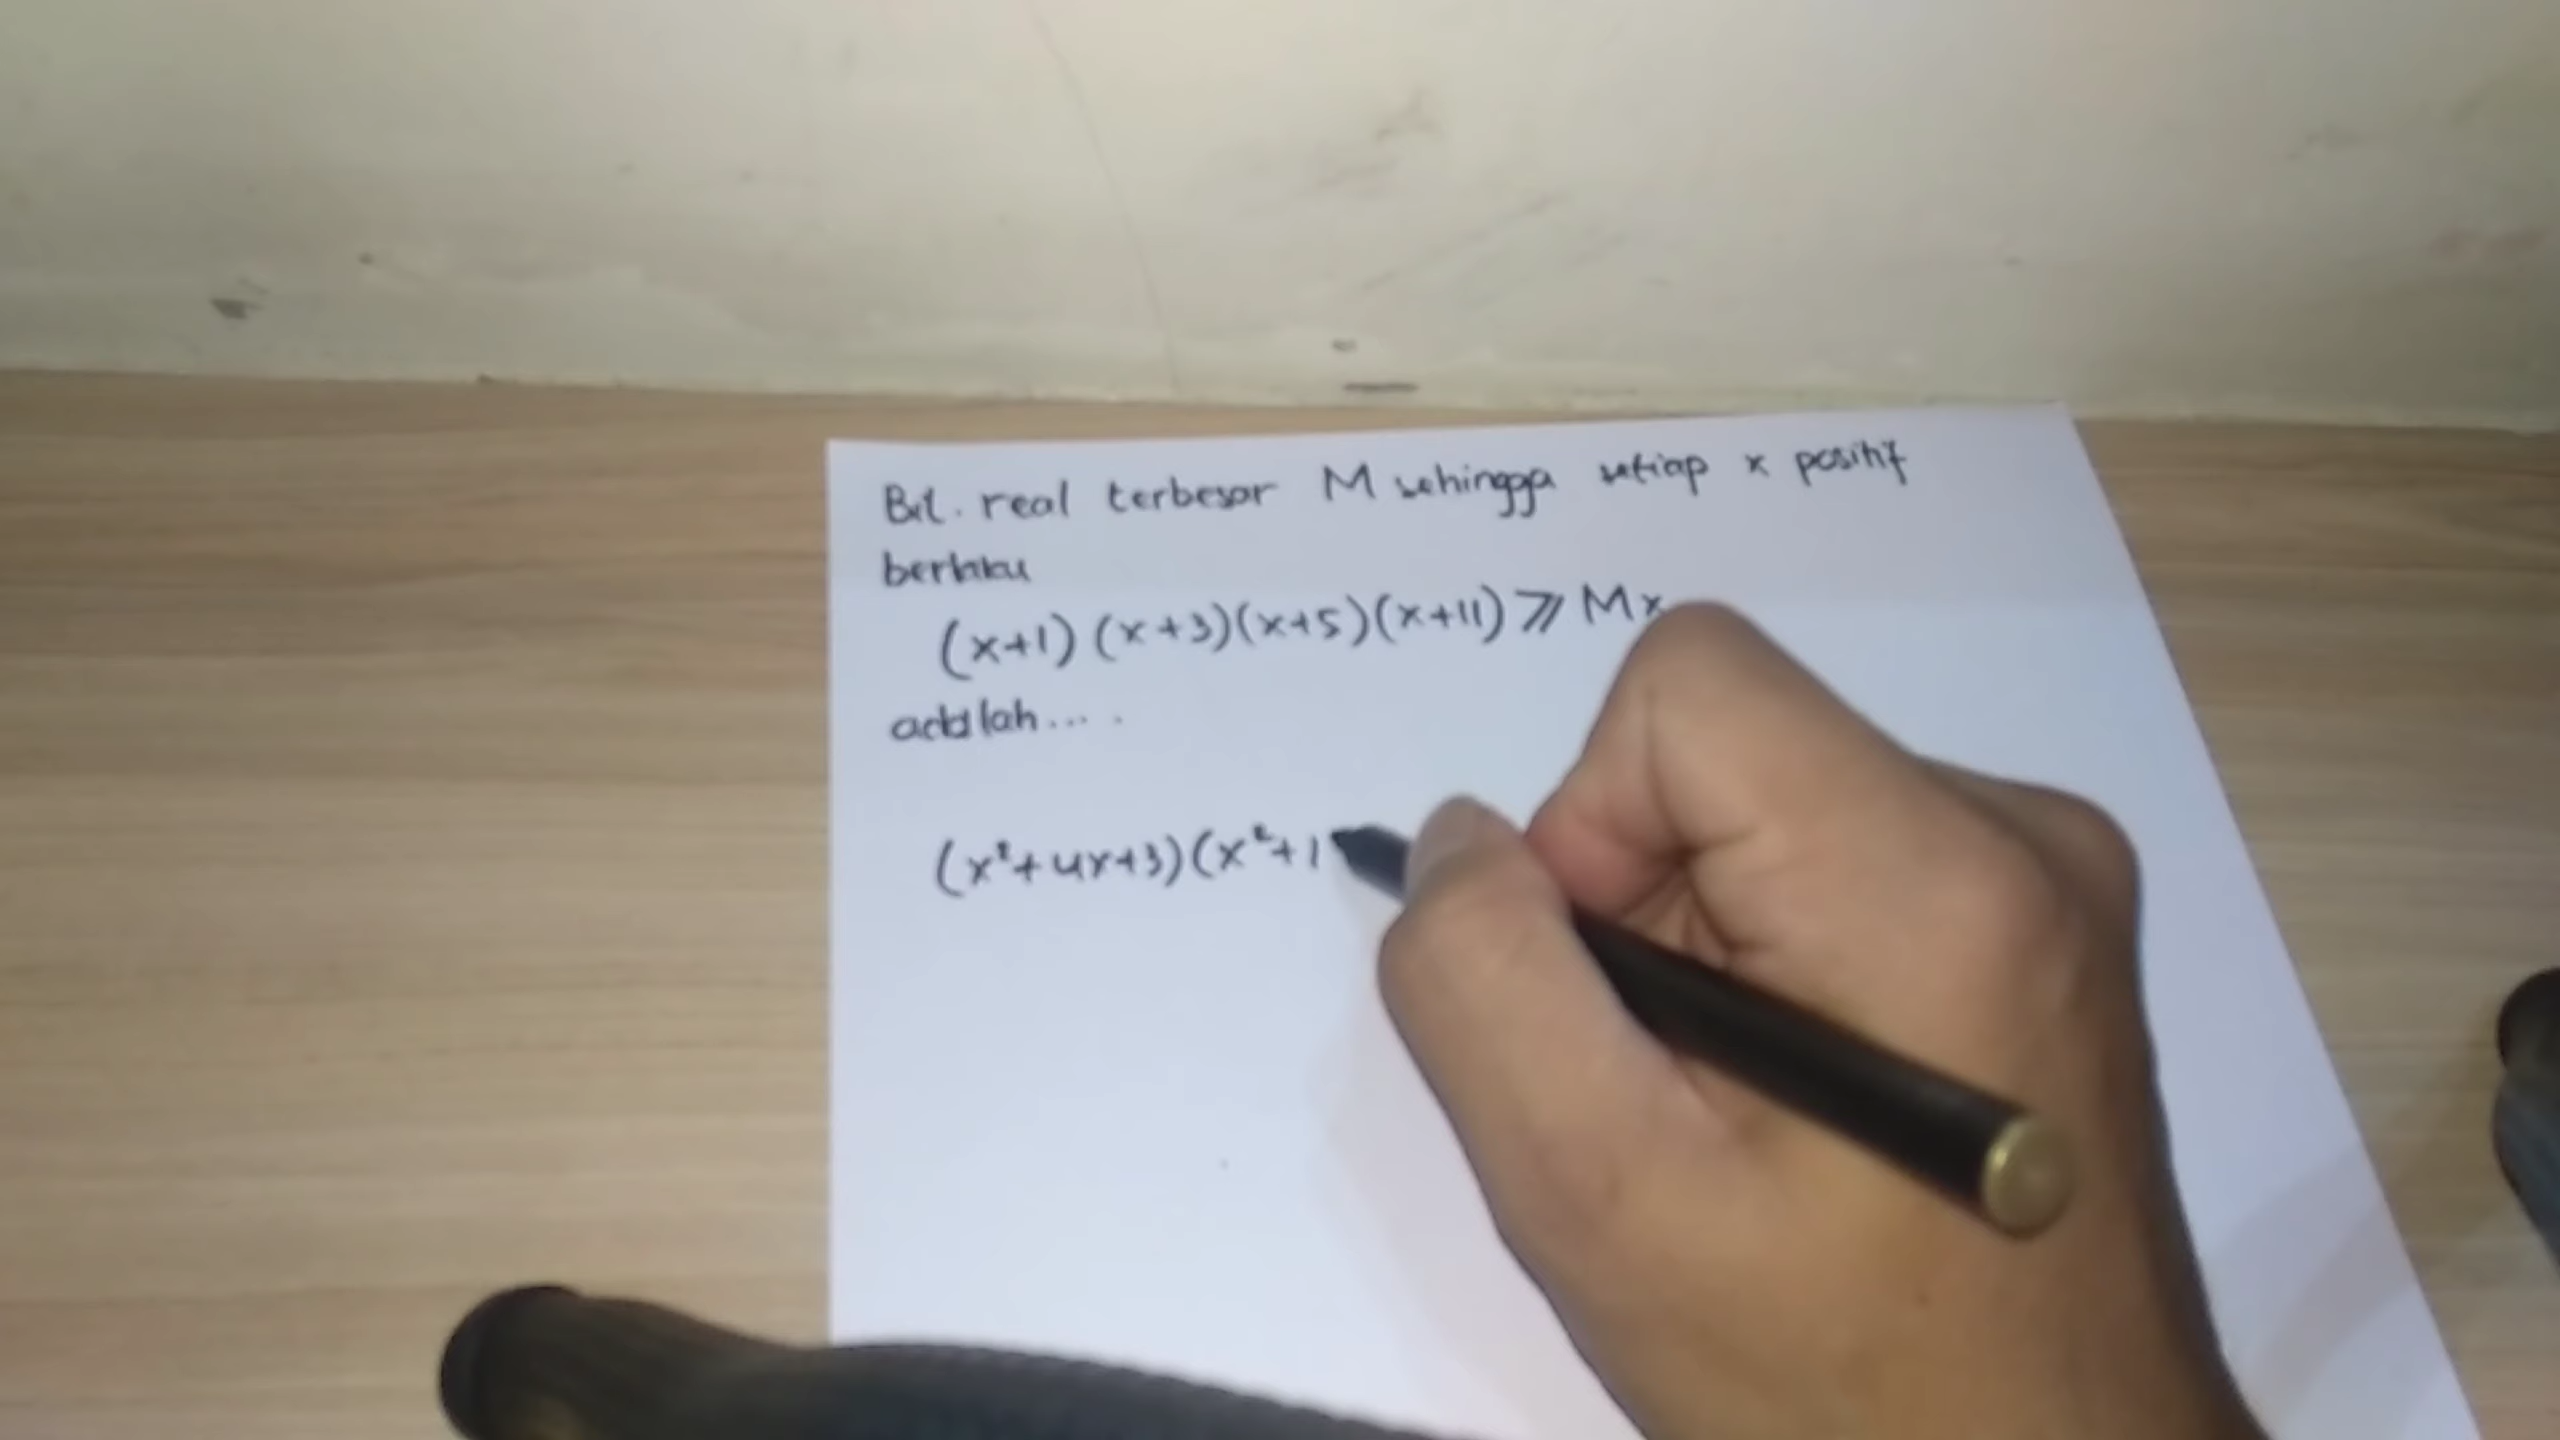 Bil. real terbesar M sehingga setiap x positif
berlaku
(x+1) (x+3)(x+5)(x+11) ⩾ Mx
adalah....
(x²+4x+3)(x²+1